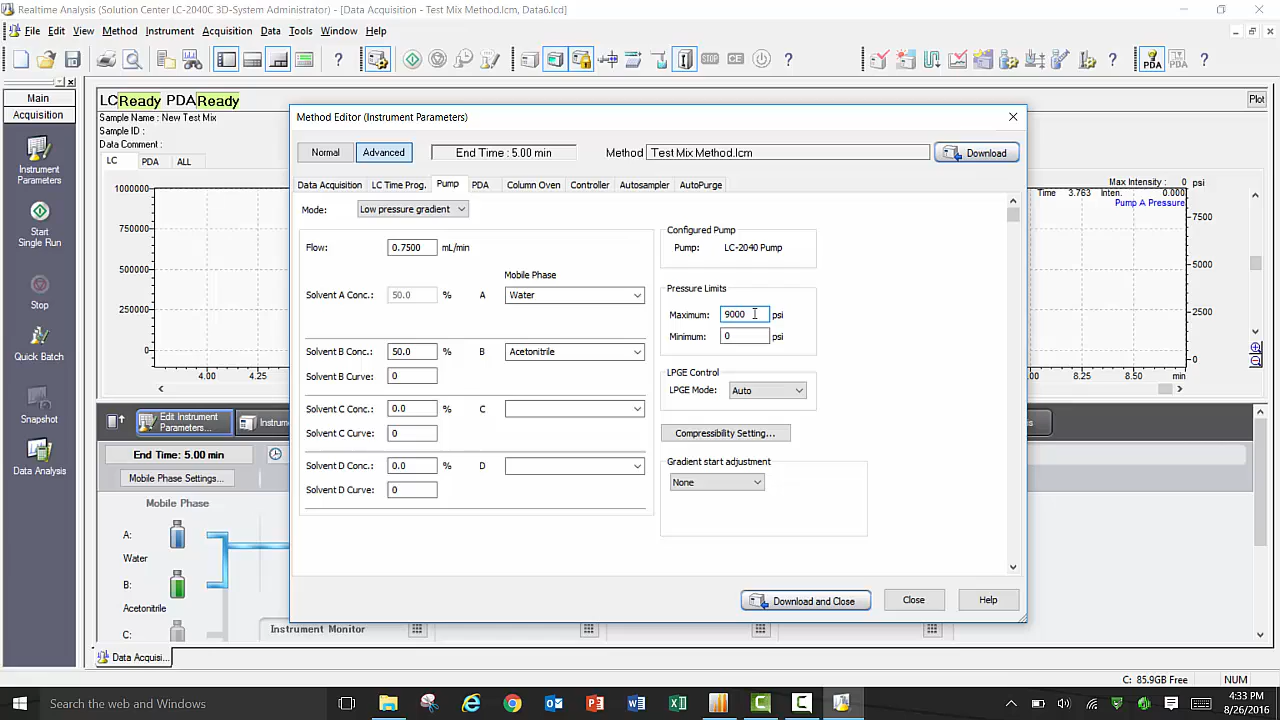 Realtime Analysis (Solution Center LC-2040C 3D-System Administrator) - [Data Acquisition - Test Mix Method.lcm, Data6.lcd]
File Edit View Method Instrument Acquisition Data Tools Window Help
Main
Acquisition
Instrument
Parameters
Start
Single Run
Stop
Quick Batch
Snapshot
Data Analysis
LC Ready PDA Ready
Sample Name : New Test Mix
Sample ID :
Data Comment :
LC PDA ALL
Plot
1000000
750000
500000
250000
0
4.00 4.25
Max Intensity : 0 psi
Time 3.763 Inten. 0.000
Pump A Pressure
7500
5000
2500
0
8.25 8.50 min
Method Editor (Instrument Parameters)
Normal Advanced End Time : 5.00 min Method Test Mix Method.lcm Download
Data Acquisition LC Time Prog. Pump PDA Column Oven Controller Autosampler AutoPurge
Mode: Low pressure gradient
Flow: 0.7500 mL/min
Mobile Phase
Solvent A Conc.: 50.0 % A Water
Solvent B Conc.: 50.0 % B Acetonitrile
Solvent B Curve: 0
Solvent C Conc.: 0.0 % C
Solvent C Curve: 0
Solvent D Conc.: 0.0 % D
Solvent D Curve: 0
Configured Pump
Pump: LC-2040 Pump
Pressure Limits
Maximum: 9000 psi
Minimum: 0 psi
LPGE Control
LPGE Mode: Auto
Compressibility Setting...
Gradient start adjustment
None
Download and Close Close Help
Edit Instrument
Parameters...
End Time: 5.00 min
Mobile Phase Settings...
Mobile Phase
A:
Water
B:
Acetonitrile
C:
Instrument Monitor
Data Acquisi...
C: 85.9GB Free NUM
Search the web and Windows
4:33 PM
8/26/2016